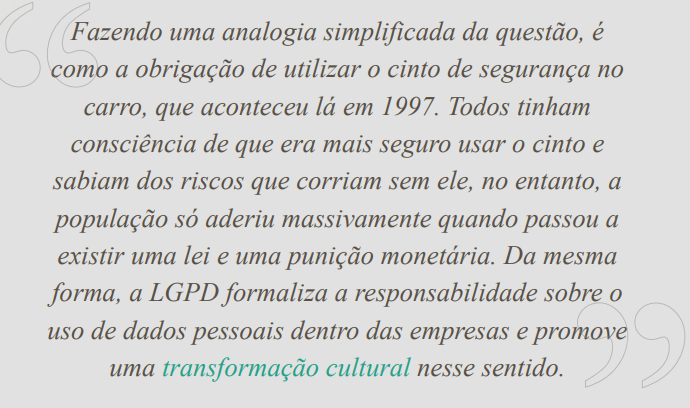 Fazendo uma analogia simplificada da questão, é
como a obrigação de utilizar o cinto de segurança no
carro, que aconteceu lá em 1997. Todos tinham
consciência de que era mais seguro usar o cinto e
sabiam dos riscos que corriam sem ele, no entanto, a
população só aderiu massivamente quando passou a
existir uma lei e uma punição monetária. Da mesma
forma, a LGPD formaliza a responsabilidade sobre o
uso de dados pessoais dentro das empresas e promove
uma transformação cultural nesse sentido.